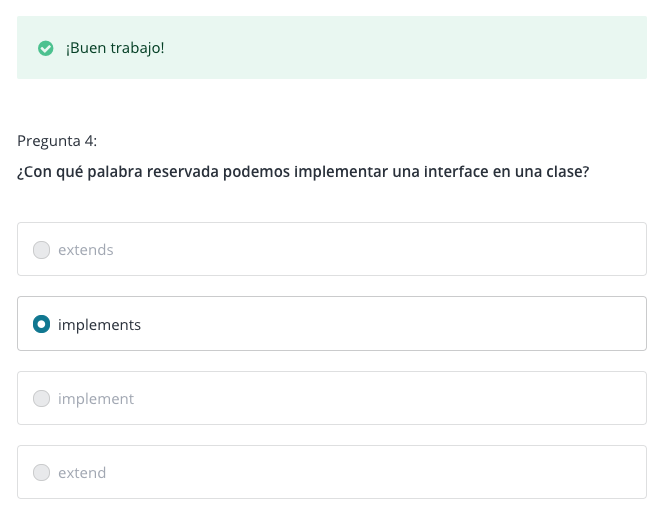 ¡Buen trabajo!
Pregunta 4:
¿Con qué palabra reservada podemos implementar una interface en una clase?
extends
implements
implement
extend